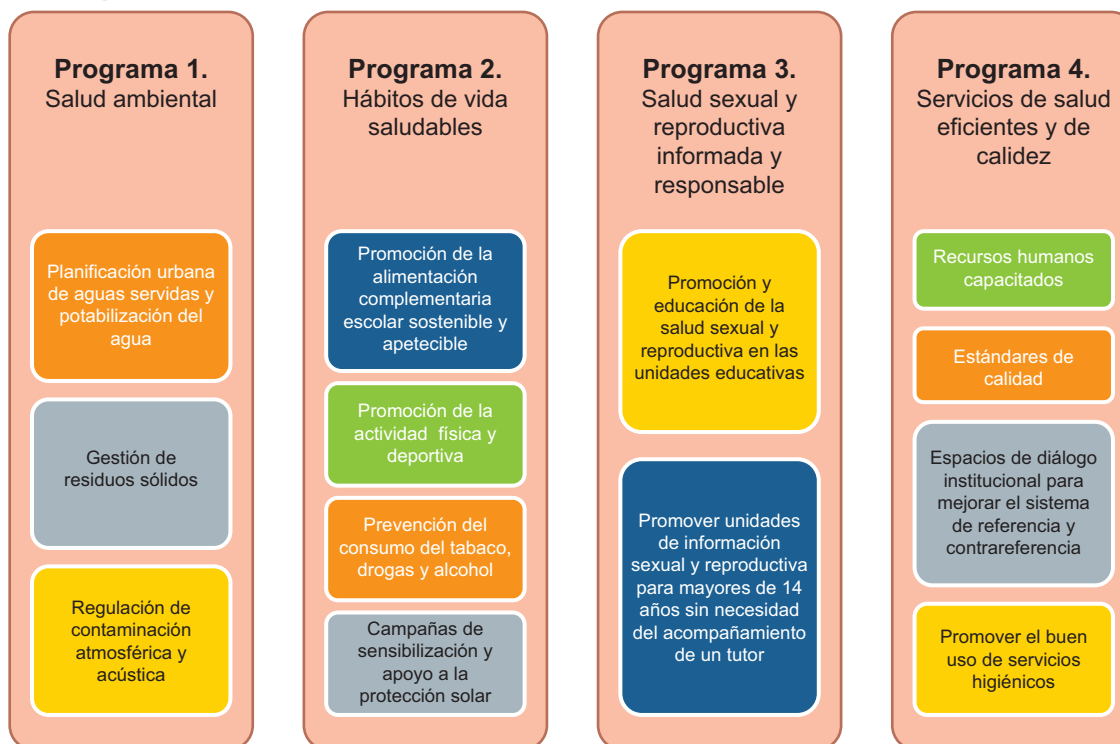 Programa 1.
Salud ambiental
Planificación urbana
de aguas servidas y
potabilización del
agua
Gestión de
residuos sólidos
Regulación de
contaminación
atmosférica y
acústica
Programa 2.
Hábitos de vida
saludables
Promoción de la
alimentación
complementaria
escolar sostenible y
apetecible
Promoción de la
actividad física y
deportiva
Prevención del
consumo del tabaco,
drogas y alcohol
Campañas de
sensibilización y
apoyo a la
protección solar
Programa 3.
Salud sexual y
reproductiva
informada y
responsable
Promoción y
educación de la
salud sexual y
reproductiva en las
unidades educativas
Promover unidades
de información
sexual y reproductiva
para mayores de 14
años sin necesidad
del acompañamiento
de un tutor
Programa 4.
Servicios de salud
eficientes y de
calidez
Recursos humanos
capacitados
Estándares de
calidad
Espacios de diálogo
institucional para
mejorar el sistema
de referencia y
contrareferencia
Promover el buen
uso de servicios
higiénicos